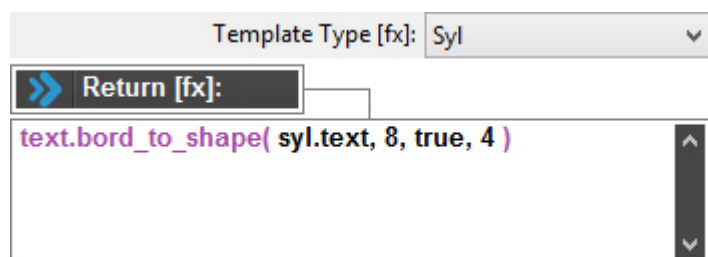 Template Type [fx]: Syl
Return [fx]:
text.bord_to_shape( syl.text, 8, true, 4 )